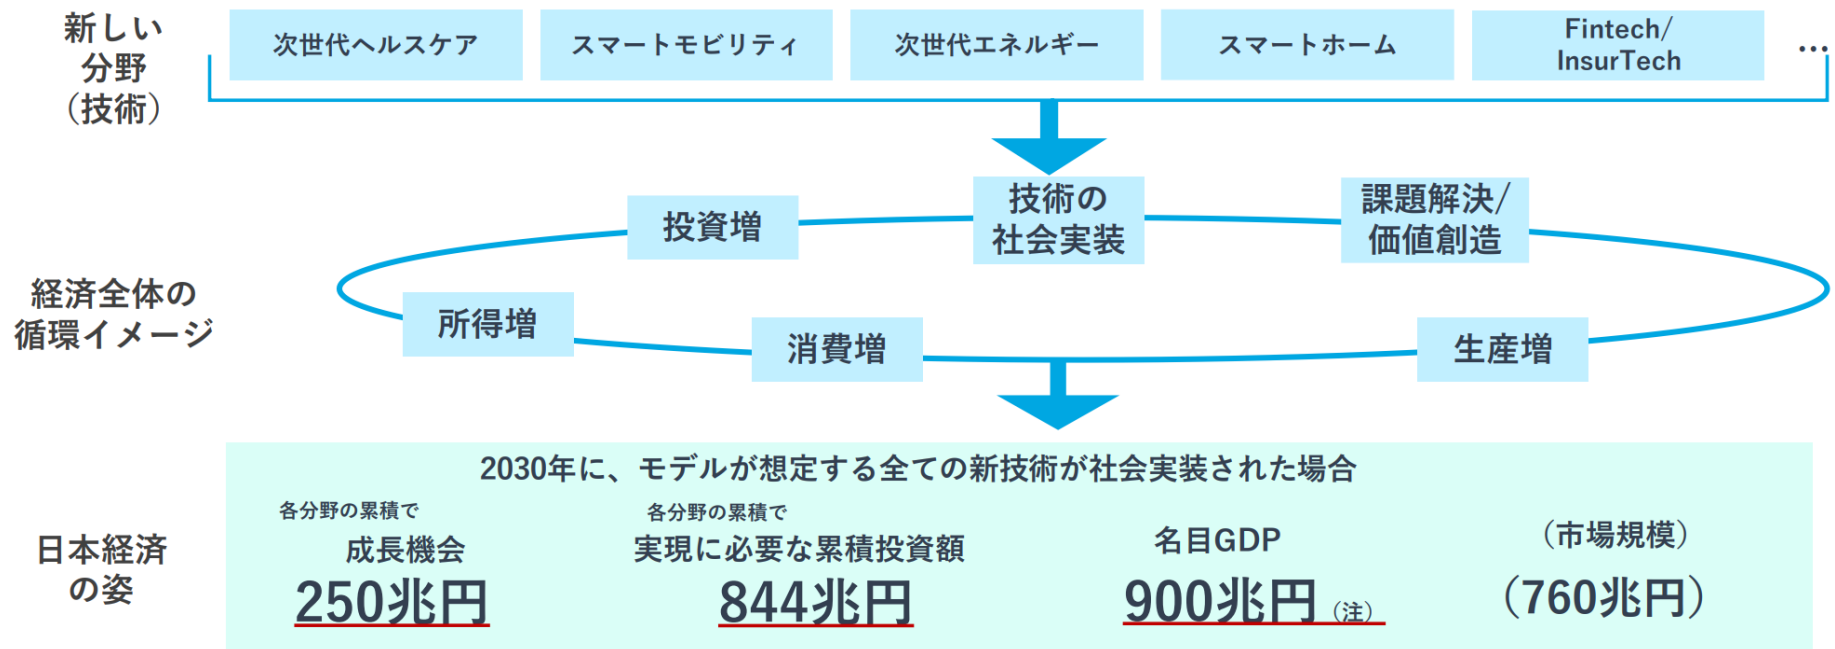 新しい
分野
（技術）
次世代ヘルスケア
スマートモビリティ
次世代エネルギー
スマートホーム
Fintech/
InsurTech
…
経済全体の
循環イメージ
投資増
技術の
社会実装
課題解決/
価値創造
所得増
消費増
生産増
日本経済
の姿
2030年に、モデルが想定する全ての新技術が社会実装された場合
各分野の累積で
成長機会
250兆円
各分野の累積で
実現に必要な累積投資額
844兆円
名目GDP
900兆円（注）
（市場規模）
（760兆円）